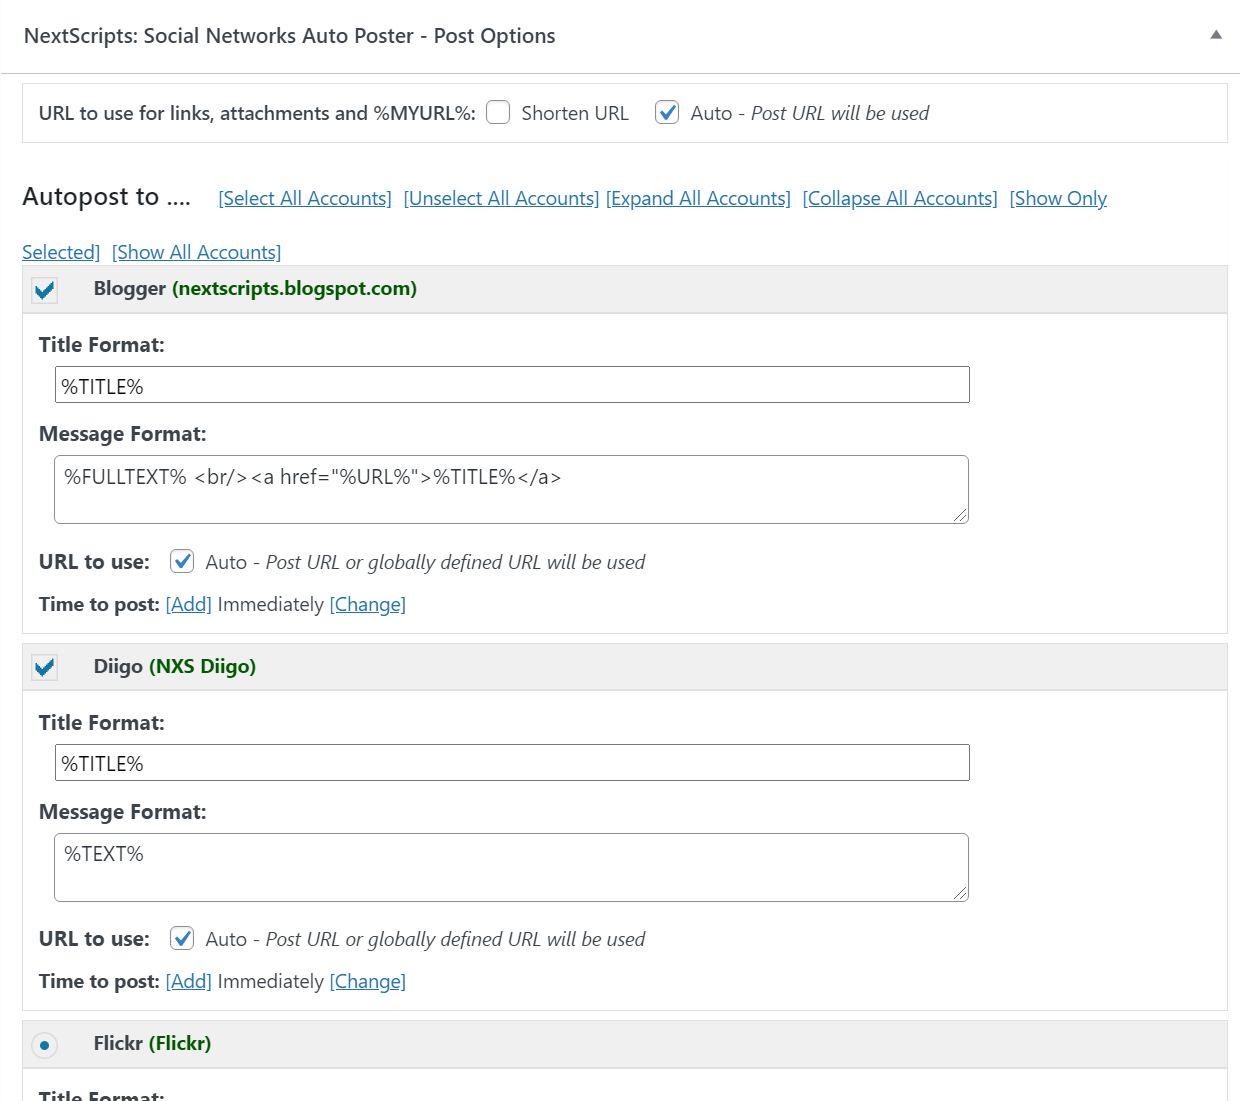 NextScripts: Social Networks Auto Poster - Post Options
URL to use for links, attachments and %MYURL%: Shorten URL Auto - Post URL will be used
Autopost to .... [Select All Accounts] [Unselect All Accounts] [Expand All Accounts] [Collapse All Accounts] [Show Only
Selected] [Show All Accounts]
Blogger (nextscripts.blogspot.com)
Title Format:
%TITLE%
Message Format:
%FULLTEXT% <br/><a href="%URL%">%TITLE%</a>
URL to use: Auto - Post URL or globally defined URL will be used
Time to post: [Add] Immediately [Change]
Diigo (NXS Diigo)
Title Format:
%TITLE%
Message Format:
%TEXT%
URL to use: Auto - Post URL or globally defined URL will be used
Time to post: [Add] Immediately [Change]
Flickr (Flickr)
Title Format: